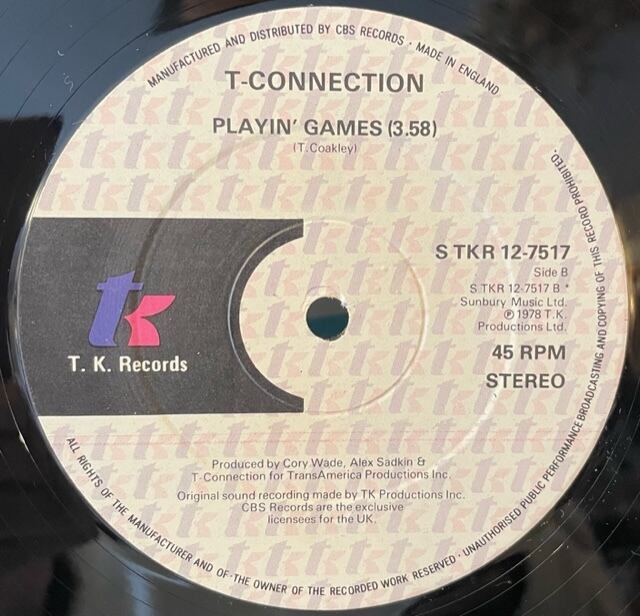 MANUFACTURED AND DISTRIBUTED BY CBS RECORDS · MADE IN ENGLAND
T-CONNECTION
PLAYIN' GAMES (3.58)
(T.Coakley)
S TKR 12-7517
Side B
S TKR 12-7517 B *
Sunbury Music Ltd.
℗ 1978 T.K.
Productions Ltd.
45 RPM
STEREO
tk
T. K. Records
Produced by Cory Wade, Alex Sadkin &
T-Connection for TransAmerica Productions Inc.
Original sound recording made by TK Productions Inc.
CBS Records are the exclusive
licensees for the UK.
ALL RIGHTS OF THE MANUFACTURER AND OF·THE OWNER OF THE RECORDED WORK RESERVED · UNAUTHORISED PUBLIC PERFORMANCE BROADCASTING AND COPYING OF THIS RECORD PROHIBITED.